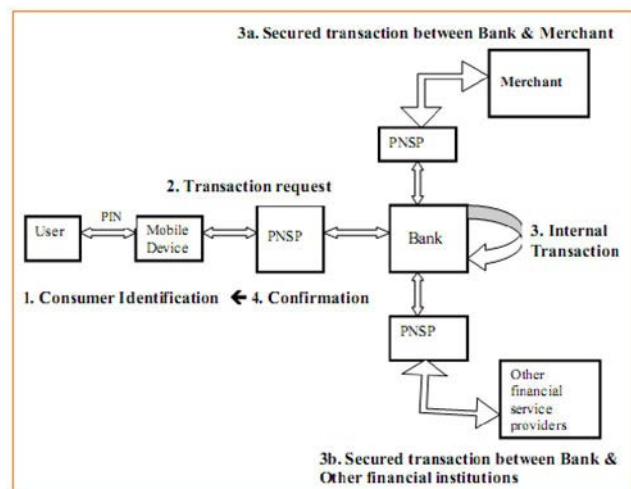 3a. Secured transaction between Bank & Merchant
Merchant
PNSP
2. Transaction request
User
PIN
Mobile
Device
PNSP
Bank
3. Internal
Transaction
1. Consumer Identification ← 4. Confirmation
PNSP
Other
financial
service
providers
3b. Secured transaction between Bank &
Other financial institutions